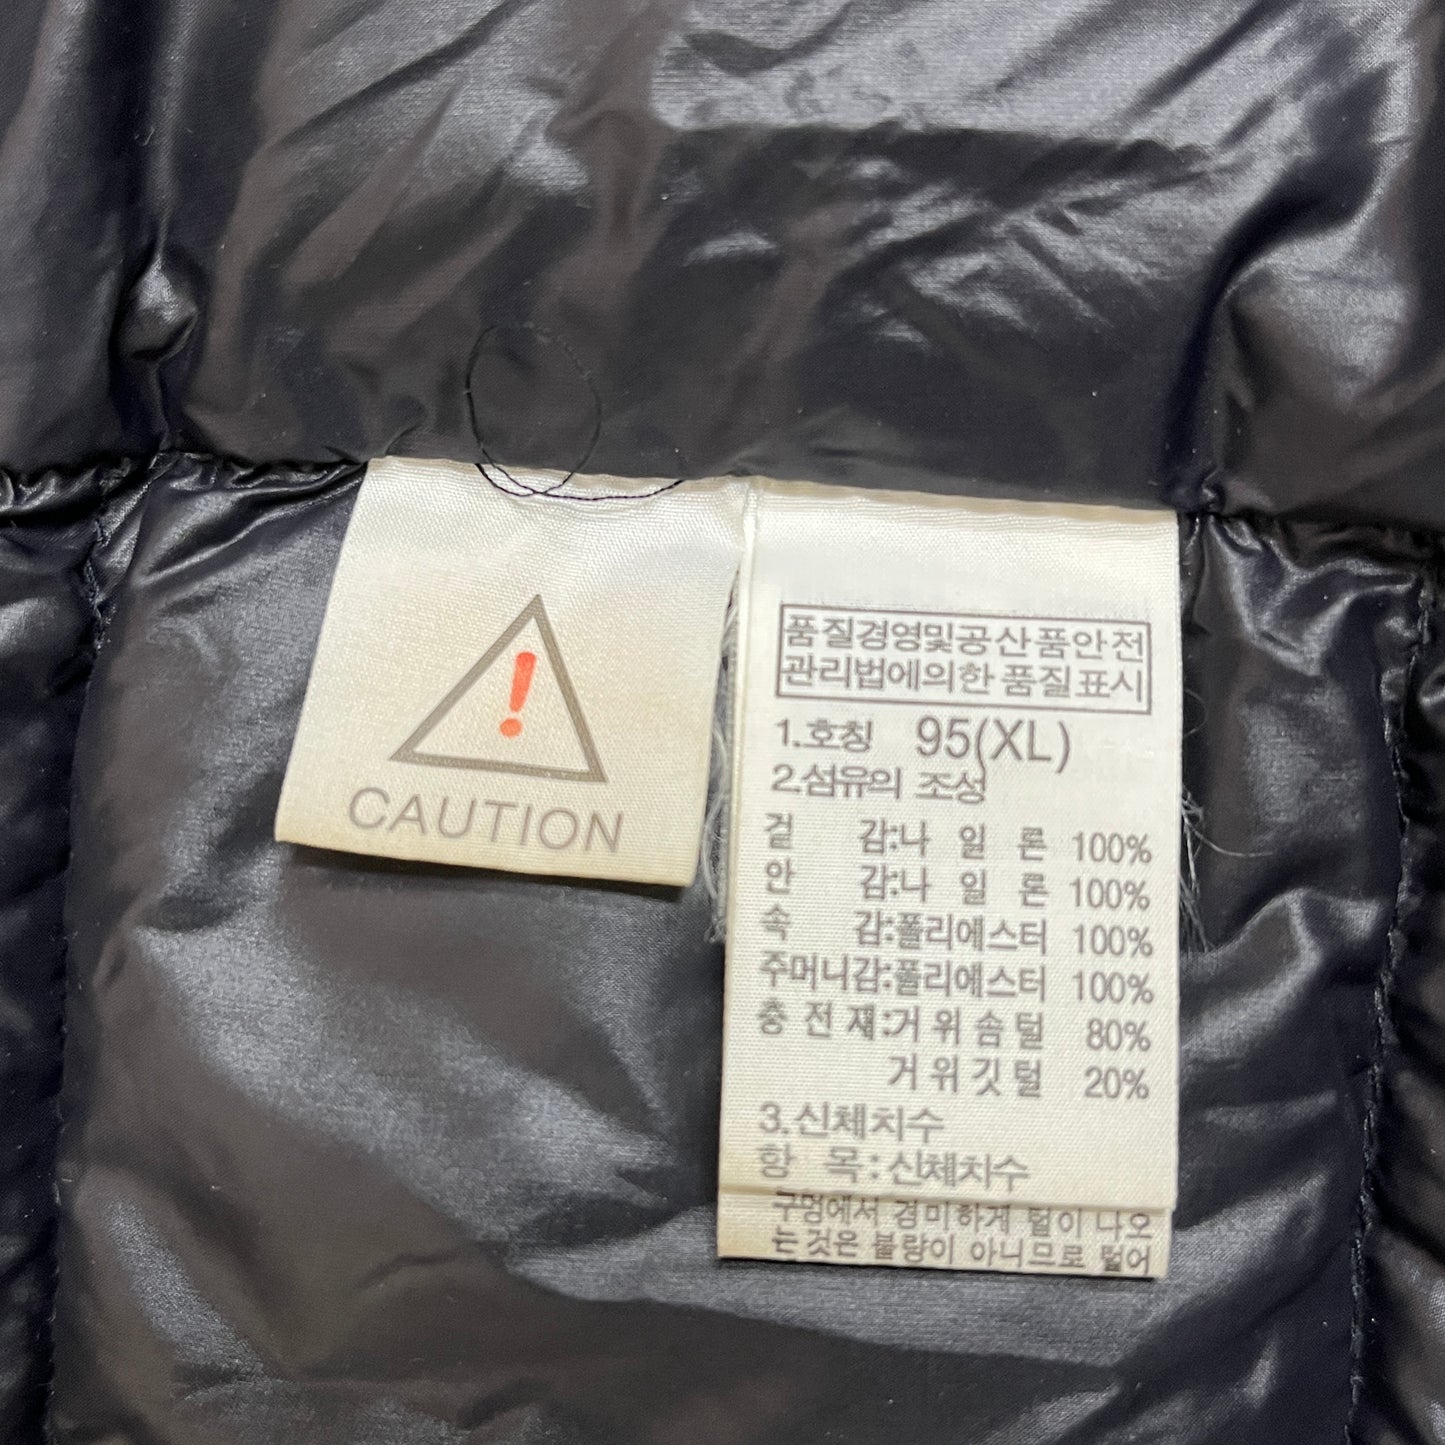 CAUTION
품질경영및공산품안전
관리법에의한 품질표시
1.호칭 95(XL)
2.섬유의 조성
겉 감:나 일 론 100%
안 감:나 일 론 100%
속 감:폴리에스터 100%
주머니감:폴리에스터 100%
충 전 재:거 위 솜 털 80%
거 위 깃 털 20%
3.신체치수
항 목:신체치수
구멍에서 경미하게 털이 나오
는것은 불량이 아니므로 털어